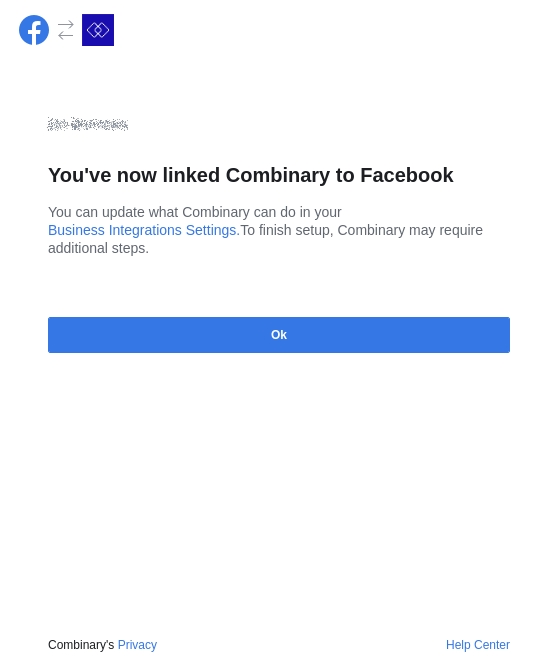 You've now linked Combinary to Facebook
You can update what Combinary can do in your
Business Integrations Settings.To finish setup, Combinary may require
additional steps.
Ok
Combinary's Privacy
Help Center